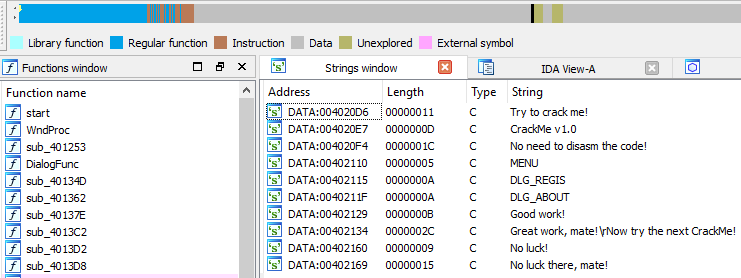 Library function Regular function Instruction Data Unexplored External symbol
Functions window
Strings window
IDA View-A
Function name
start
WndProc
sub_401253
DialogFunc
sub_40134D
sub_401362
sub_40137E
sub_4013C2
sub_4013D2
sub_4013D8
Address Length Type String
DATA:004020D6 00000011 C Try to crack me!
DATA:004020E7 0000000D C CrackMe v1.0
DATA:004020F4 0000001C C No need to disasm the code!
DATA:00402110 00000005 C MENU
DATA:00402115 0000000A C DLG_REGIS
DATA:0040211F 0000000A C DLG_ABOUT
DATA:00402129 0000000B C Good work!
DATA:00402134 0000002C C Great work, mate!\rNow try the next CrackMe!
DATA:00402160 00000009 C No luck!
DATA:00402169 00000015 C No luck there, mate!